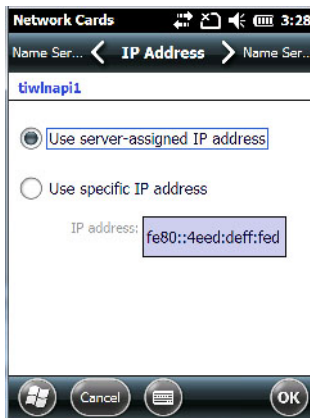 Network Cards 3:28
Name Ser... IP Address Name Ser...
tiwlnapi1
Use server-assigned IP address
Use specific IP address
IP address: fe80::4eed:deff:fed
Cancel OK